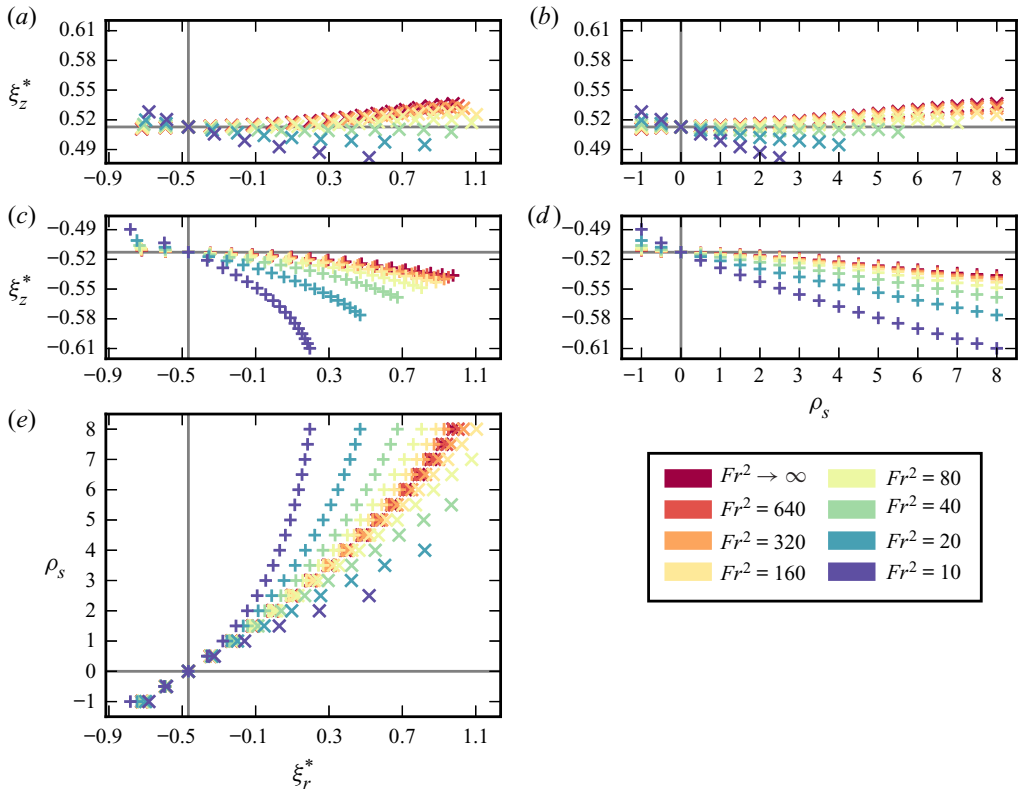 (a)
(b)
0.61
0.58
0.55
0.52
0.49
ξz*
−0.9 −0.5 −0.1 0.3 0.7 1.1
0.61
0.58
0.55
0.52
0.49
−1 0 1 2 3 4 5 6 7 8
(c)
(d)
−0.49
−0.52
−0.55
−0.58
−0.61
ξz*
−0.9 −0.5 −0.1 0.3 0.7 1.1
−0.49
−0.52
−0.55
−0.58
−0.61
−1 0 1 2 3 4 5 6 7 8
ρs
(e)
8
7
6
5
4
3
2
1
0
−1
ρs
−0.9 −0.5 −0.1 0.3 0.7 1.1
ξr*
Fr² → ∞
Fr² = 640
Fr² = 320
Fr² = 160
Fr² = 80
Fr² = 40
Fr² = 20
Fr² = 10